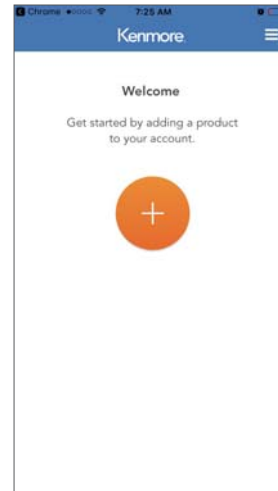 Chrome 7:25 AM
Kenmore
Welcome
Get started by adding a product
to your account.